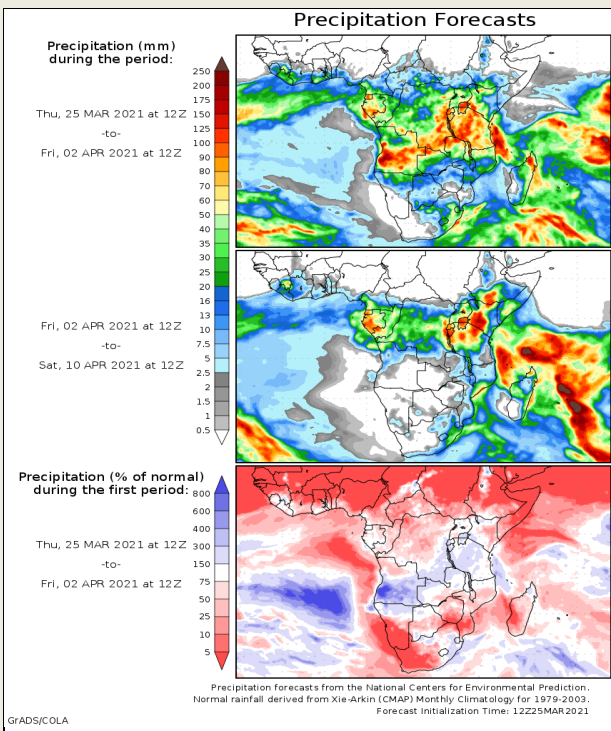 Precipitation Forecasts
Precipitation (mm)
during the period:
Thu, 25 MAR 2021 at 12Z
-to-
Fri, 02 APR 2021 at 12Z
250
200
175
150
125
100
90
80
70
60
50
40
35
30
25
20
16
13
10
7.5
5
2.5
2
1.5
1
0.5
Fri, 02 APR 2021 at 12Z
-to-
Sat, 10 APR 2021 at 12Z
Precipitation (% of normal)
during the first period:
Thu, 25 MAR 2021 at 12Z
-to-
Fri, 02 APR 2021 at 12Z
800
600
400
300
150
75
50
25
10
5
Precipitation forecasts from the National Centers for Environmental Prediction.
Normal rainfall derived from Xie-Arkin (CMAP) Monthly Climatology for 1979-2003.
Forecast Initialization Time: 12Z25MAR2021
GrADS/COLA